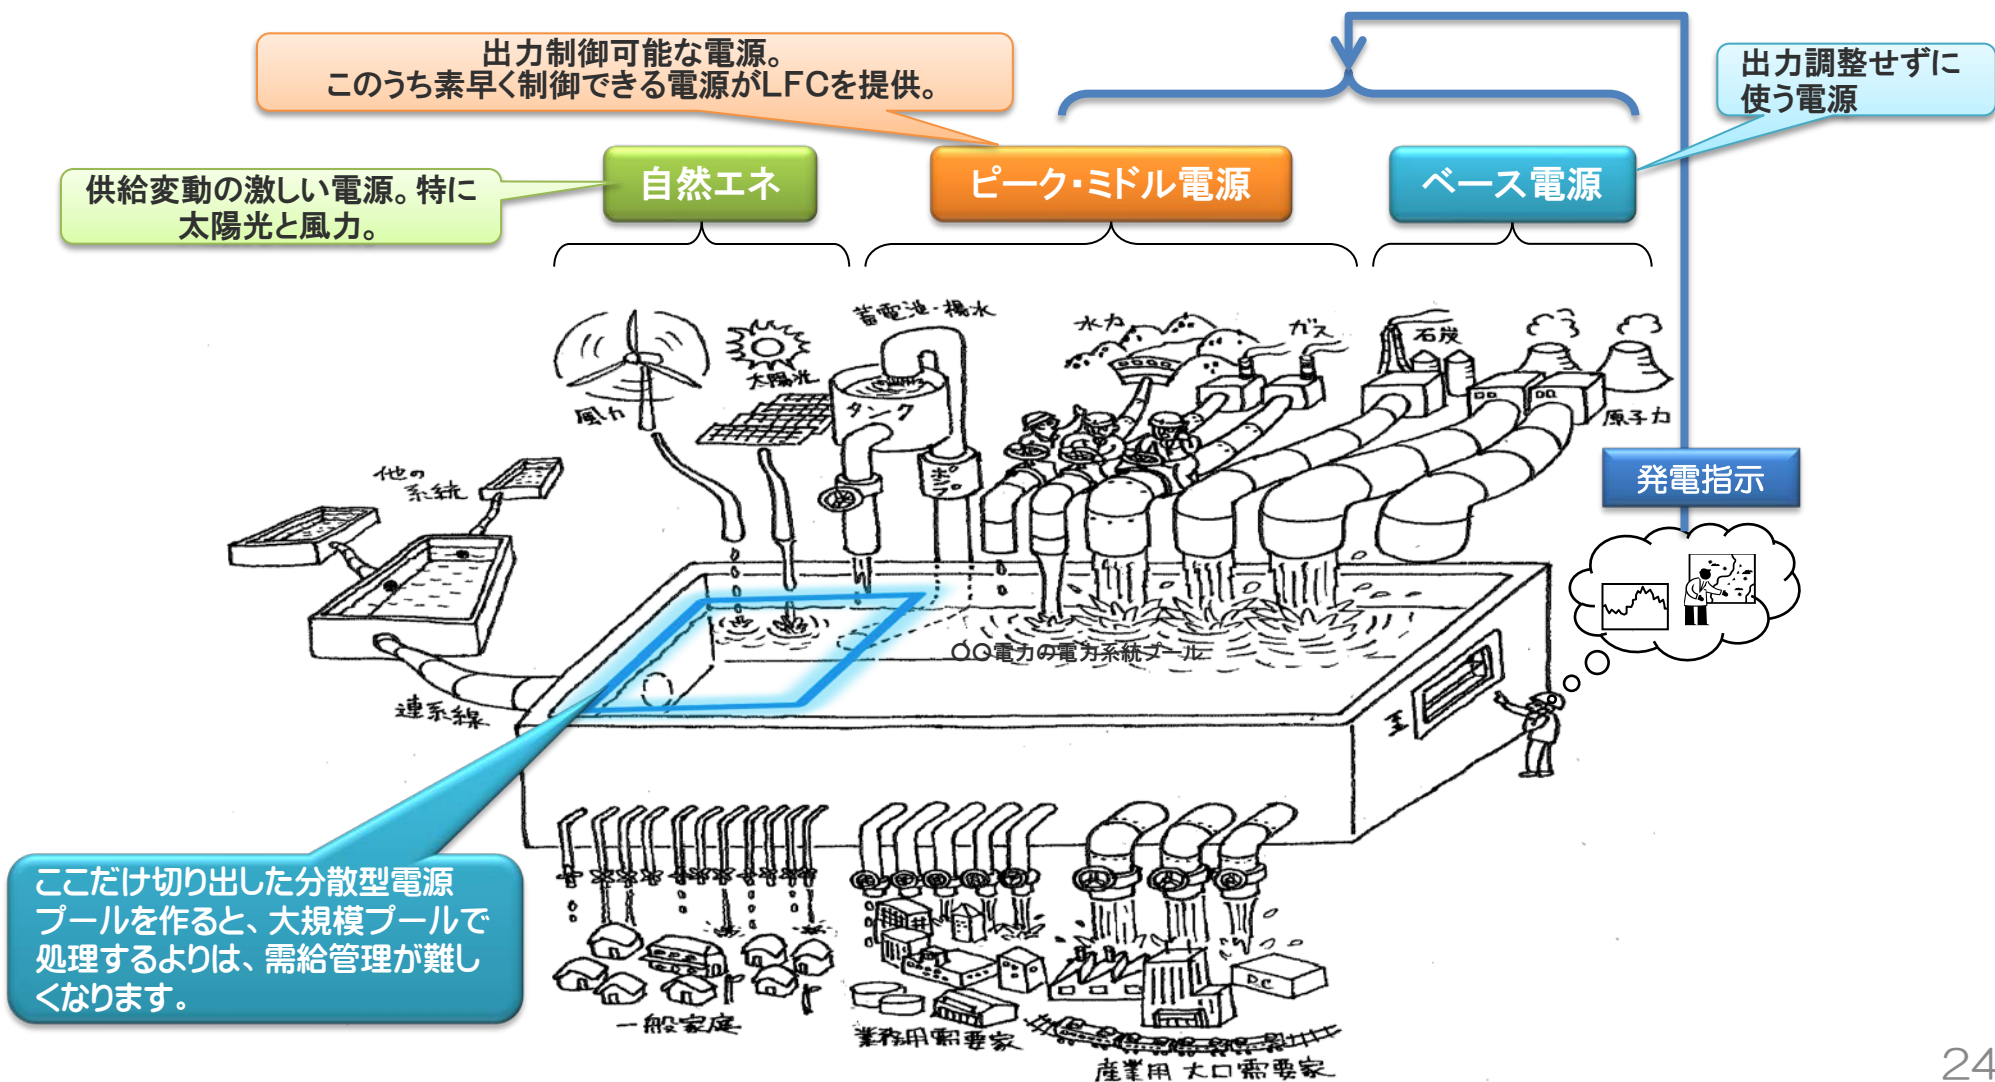 出力制御可能な電源。
このうち素早く制御できる電源がLFCを提供。
出力調整せずに
使う電源
供給変動の激しい電源。特に
太陽光と風力。
自然エネ
ピーク・ミドル電源
ベース電源
蓄電池・揚水
水力
ガス
石炭
太陽光
風力
タンク
原子力
ポンプ
他の
系統
発電指示
〇〇電力の電力系統プール
連系線
ここだけ切り出した分散型電源
プールを作ると、大規模プールで
処理するよりは、需給管理が難し
くなります。
D.C
一般家庭
業務用需要家
産業用 大口需要家
24